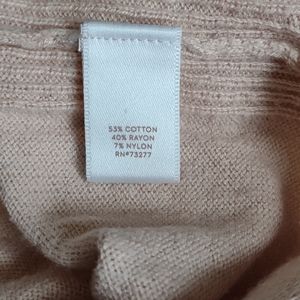 53% COTTON
40% RAYON
7% NYLON
RN#73277